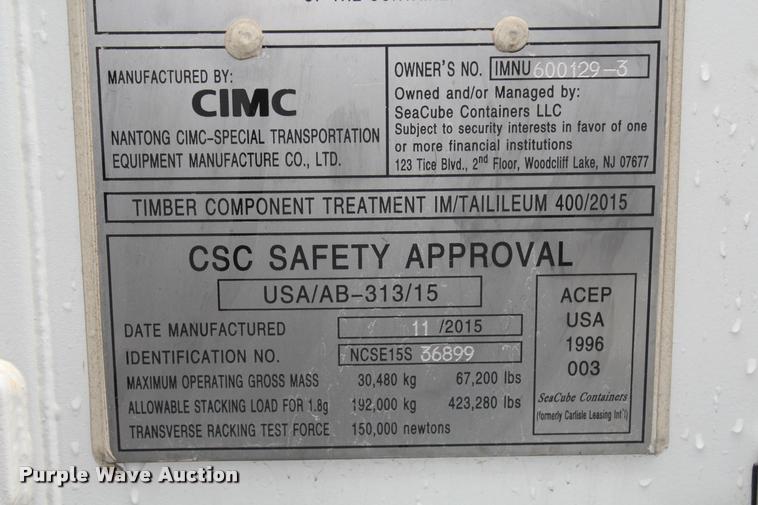 OF THE CONTAINER
MANUFACTURED BY:
CIMC
NANTONG CIMC-SPECIAL TRANSPORTATION
EQUIPMENT MANUFACTURE CO., LTD.
OWNER'S NO. IMNU600129-3
Owned and/or Managed by:
SeaCube Containers LLC
Subject to security interests in favor of one
or more financial institutions
123 Tice Blvd., 2nd Floor, Woodcliff Lake, NJ 07677
TIMBER COMPONENT TREATMENT IM/TAILILEUM 400/2015
CSC SAFETY APPROVAL
USA/AB-313/15
DATE MANUFACTURED 11/2015
IDENTIFICATION NO. NCSE15S 36899
MAXIMUM OPERATING GROSS MASS 30,480 kg 67,200 lbs
ALLOWABLE STACKING LOAD FOR 1.8g 192,000 kg 423,280 lbs
TRANSVERSE RACKING TEST FORCE 150,000 newtons
ACEP
USA
1996
003
SeaCube Containers
(formerly Carlisle Leasing Int'l)
Purple Wave Auction